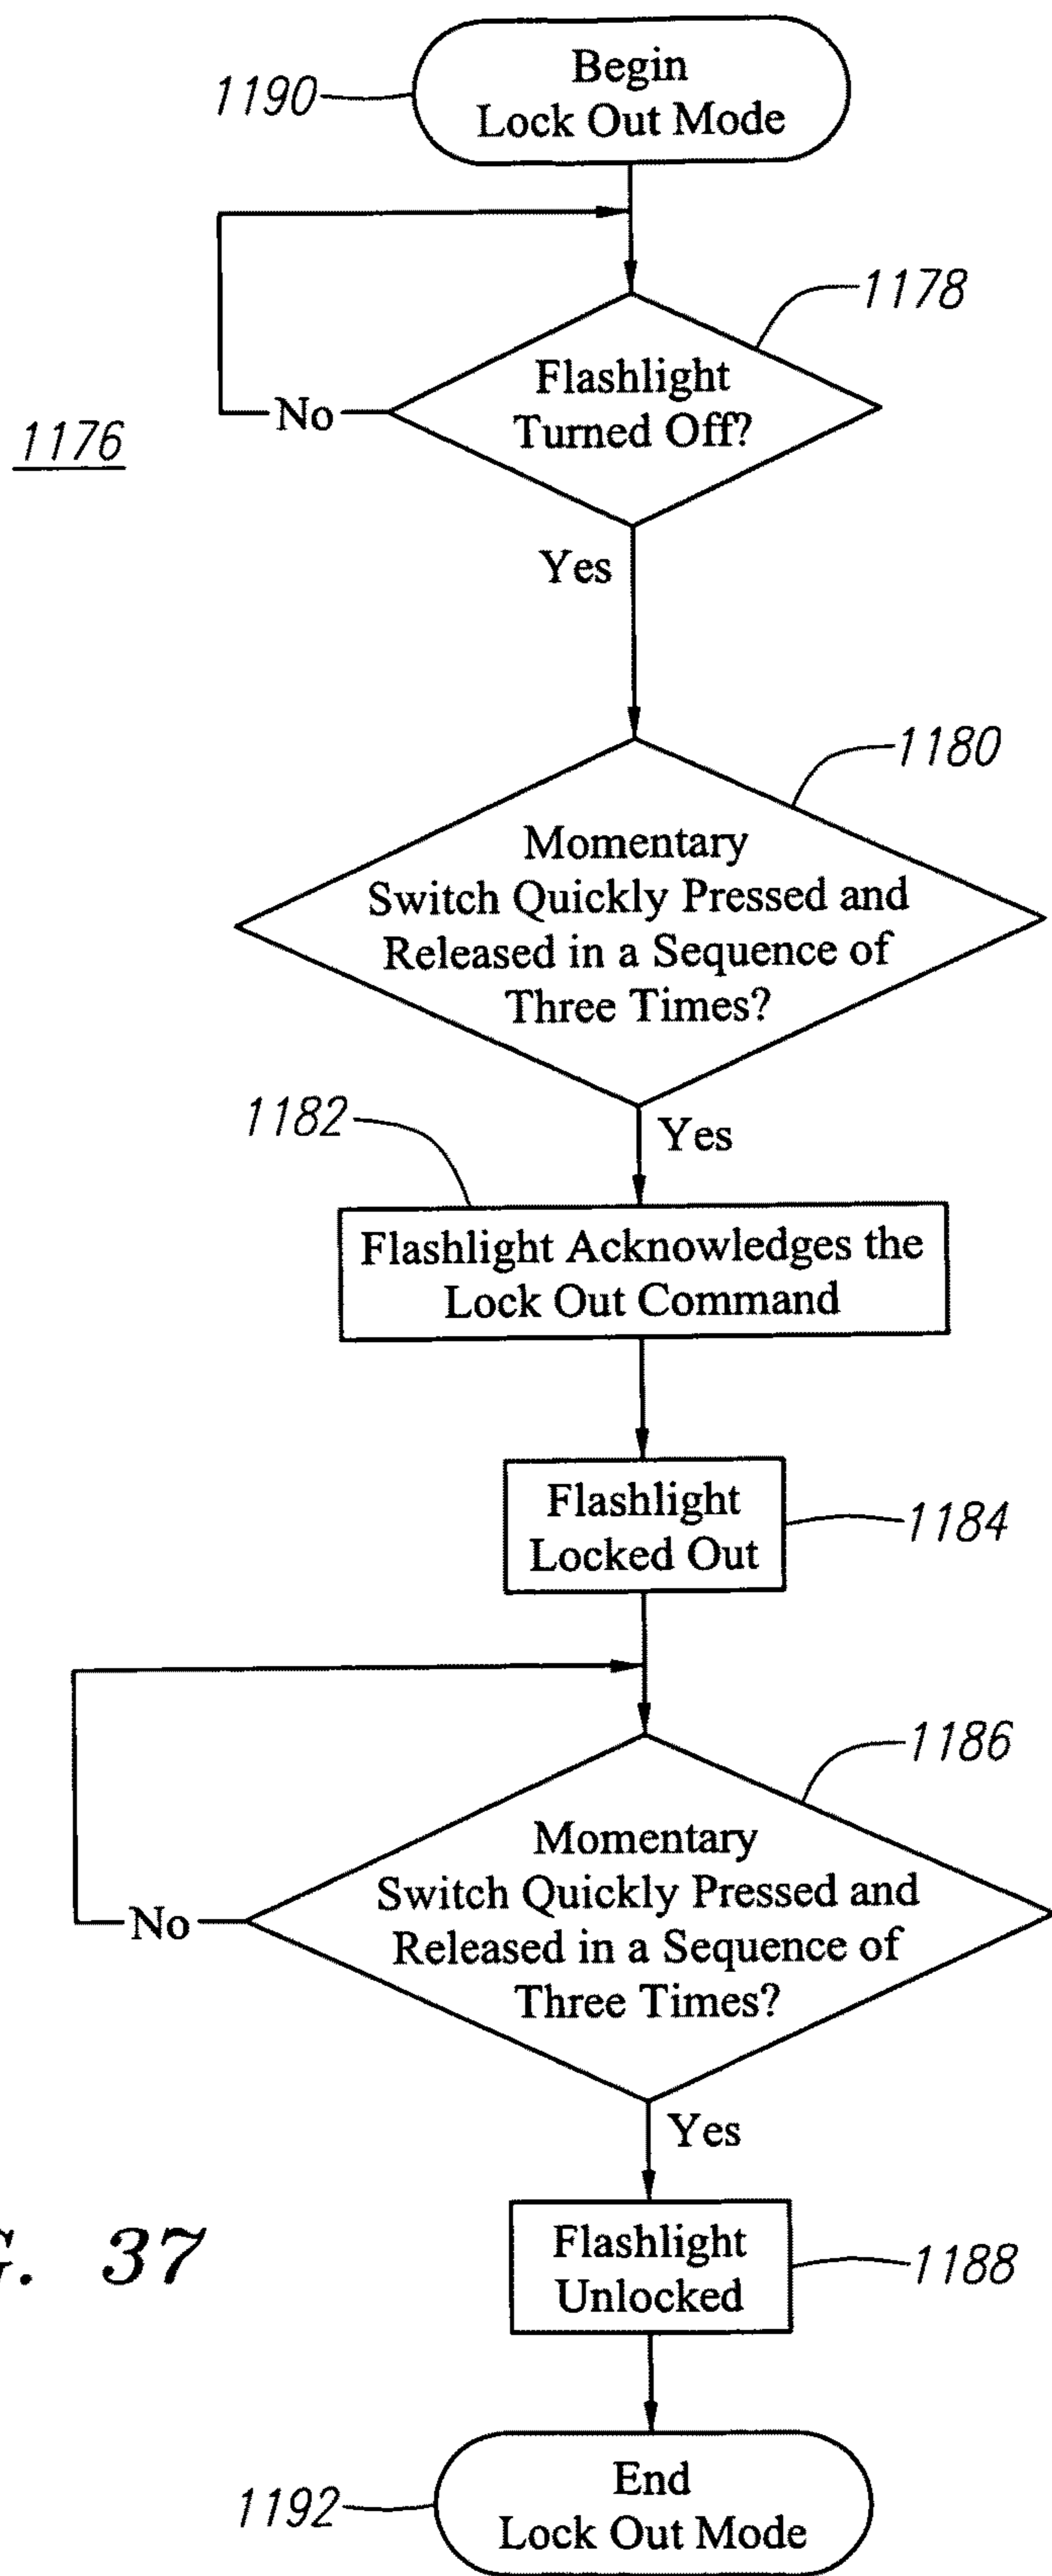 1190
Begin
Lock Out Mode
1178
Flashlight
Turned Off?
No
1176
Yes
1180
Momentary
Switch Quickly Pressed and
Released in a Sequence of
Three Times?
1182
Yes
Flashlight Acknowledges the
Lock Out Command
Flashlight
Locked Out
1184
1186
Momentary
Switch Quickly Pressed and
Released in a Sequence of
Three Times?
No
Yes
G. 37
Flashlight
Unlocked
1188
End
Lock Out Mode
1192